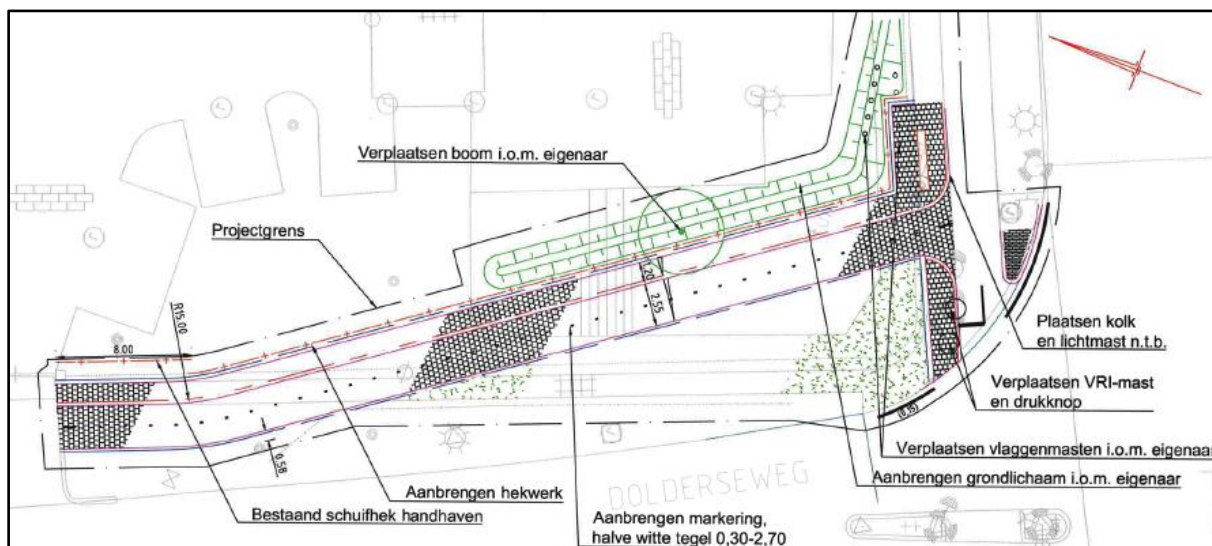 Verplaatsen boom i.o.m. eigenaar
Projectgrens
R15.00
8.00
1.20
2.55
0.58
(8.15)
Plaatsen kolk
en lichtmast n.t.b.
Verplaatsen VRI-mast
en drukknop
Verplaatsen vlaggenmasten i.o.m. eigenaar
Aanbrengen grondlichaam i.o.m. eigenaar
Aanbrengen hekwerk
Bestaand schuifhek handhaven
DOLDERSEWEG
Aanbrengen markering,
halve witte tegel 0,30-2,70